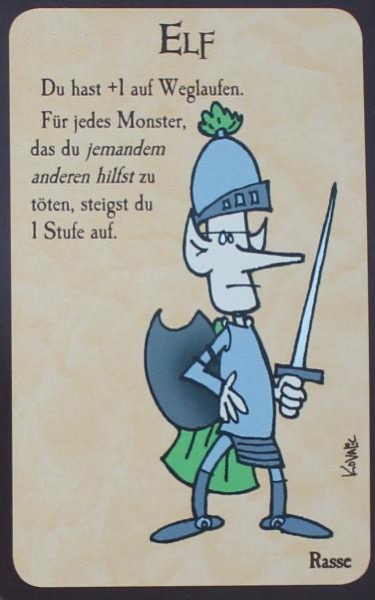 ELF
Du hast +1 auf Weglaufen.
Für jedes Monster,
das du jemandem
anderen hilfst zu
töten, steigst du
1 Stufe auf.
KOVALIC
Rasse